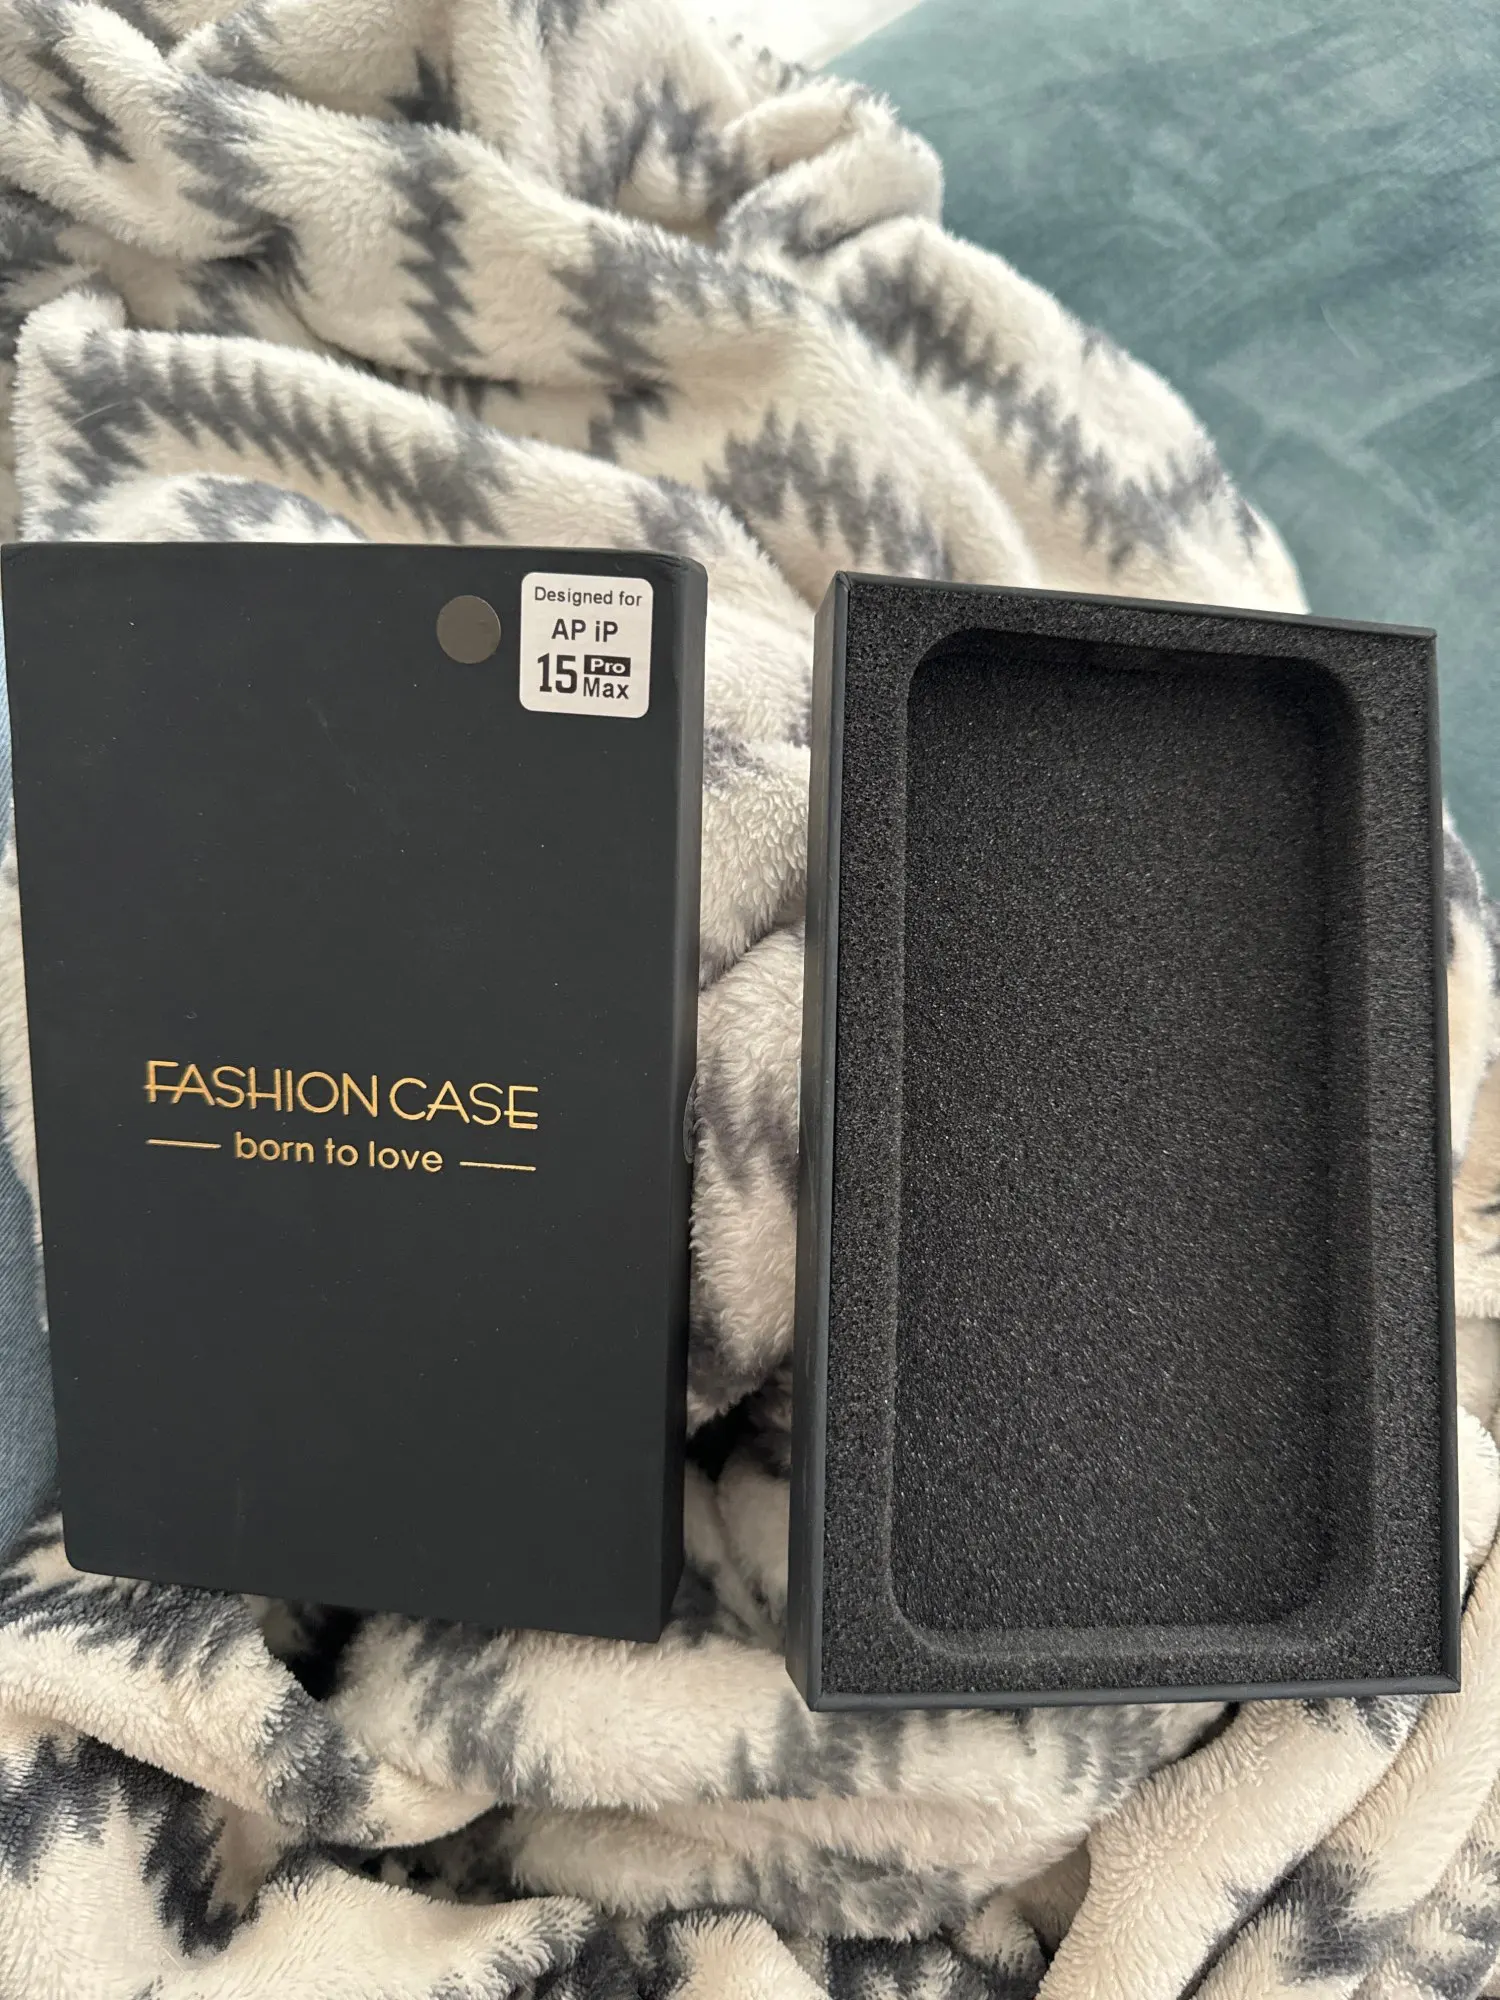 Designed for
AP iP
15 Pro Max
FASHION CASE
born to love